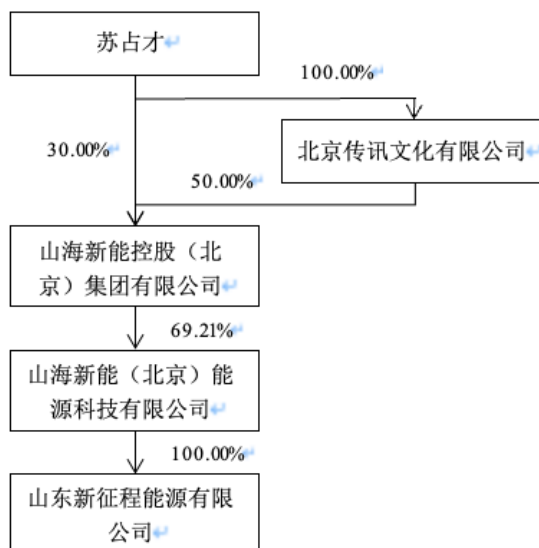 苏占才
100.00%
30.00%
北京传讯文化有限公司
50.00%
山海新能控股（北
京）集团有限公司
69.21%
山海新能（北京）能
源科技有限公司
100.00%
山东新征程能源有限
公司